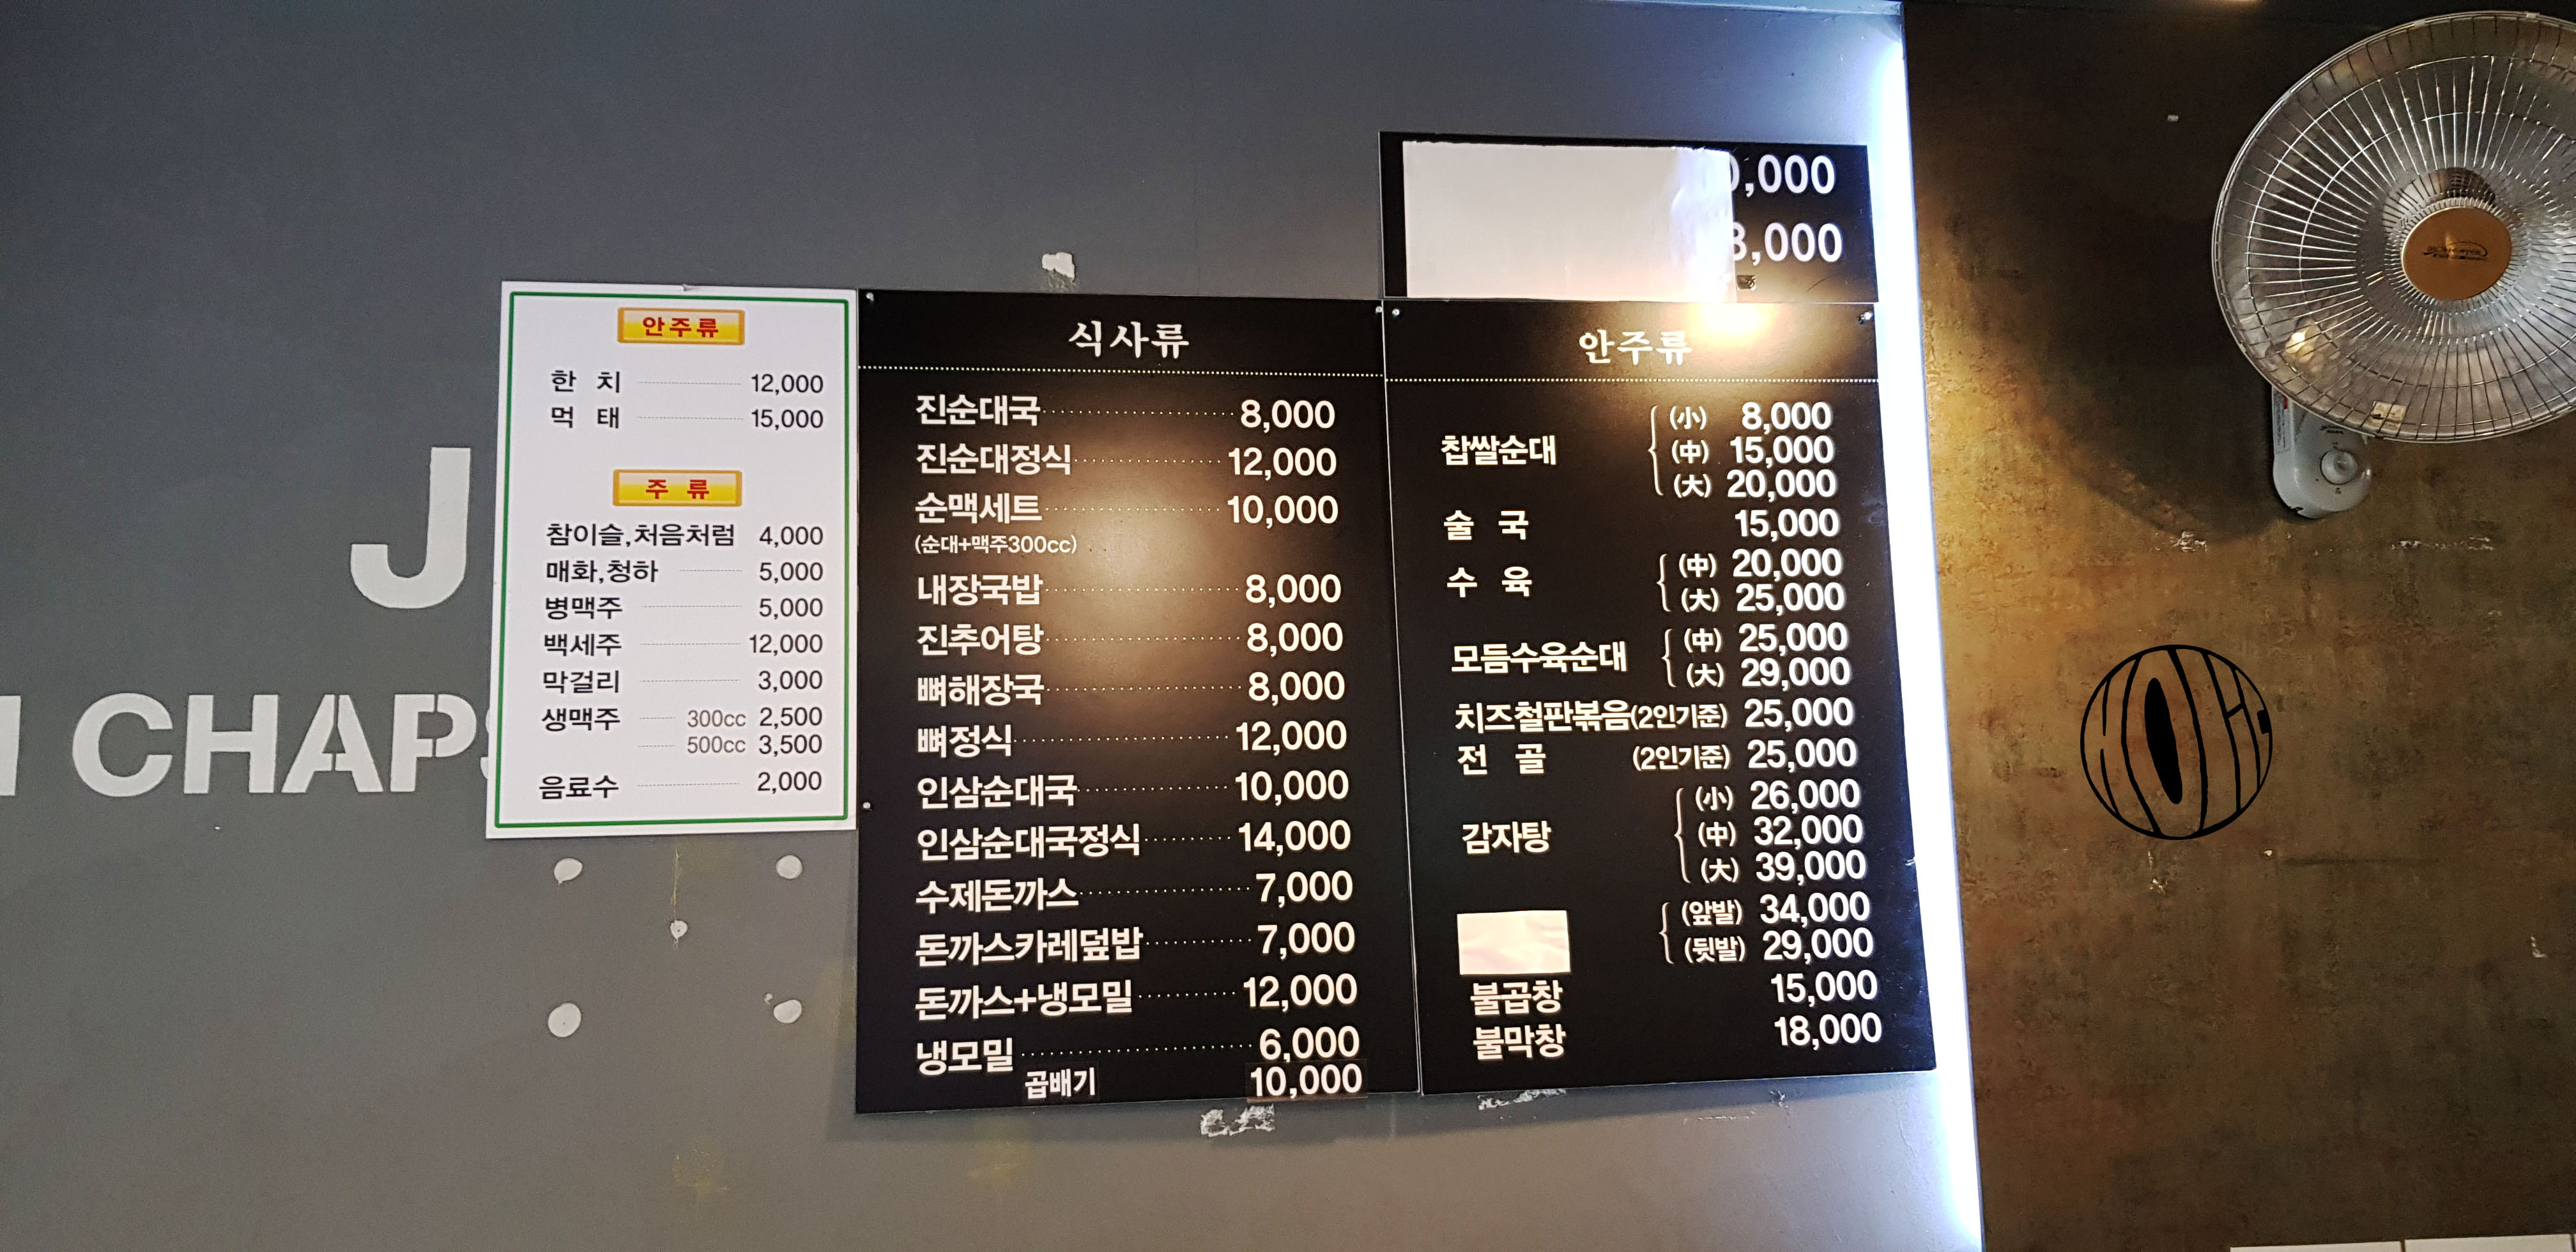 J
CHAPS
안주류
한 치 12,000
먹 태 15,000
주 류
참이슬,처음처럼 4,000
매화,청하 5,000
병맥주 5,000
백세주 12,000
막걸리 3,000
생맥주 300cc 2,500
500cc 3,500
음료수 2,000
식사류
진순대국 8,000
진순대정식 12,000
순맥세트 10,000
(순대+맥주300cc)
내장국밥 8,000
진추어탕 8,000
뼈해장국 8,000
뼈정식 12,000
인삼순대국 10,000
인삼순대국정식 14,000
수제돈까스 7,000
돈까스카레덮밥 7,000
돈까스+냉모밀 12,000
냉모밀 6,000
곱배기 10,000
0,000
8,000
안주류
찹쌀순대 (小) 8,000
(中) 15,000
(大) 20,000
술 국 15,000
수 육 (中) 20,000
(大) 25,000
모듬수육순대 (中) 25,000
(大) 29,000
치즈철판볶음(2인기준) 25,000
전 골 (2인기준) 25,000
감자탕 (小) 26,000
(中) 32,000
(大) 39,000
(앞발) 34,000
(뒷발) 29,000
불곱창 15,000
불막창 18,000